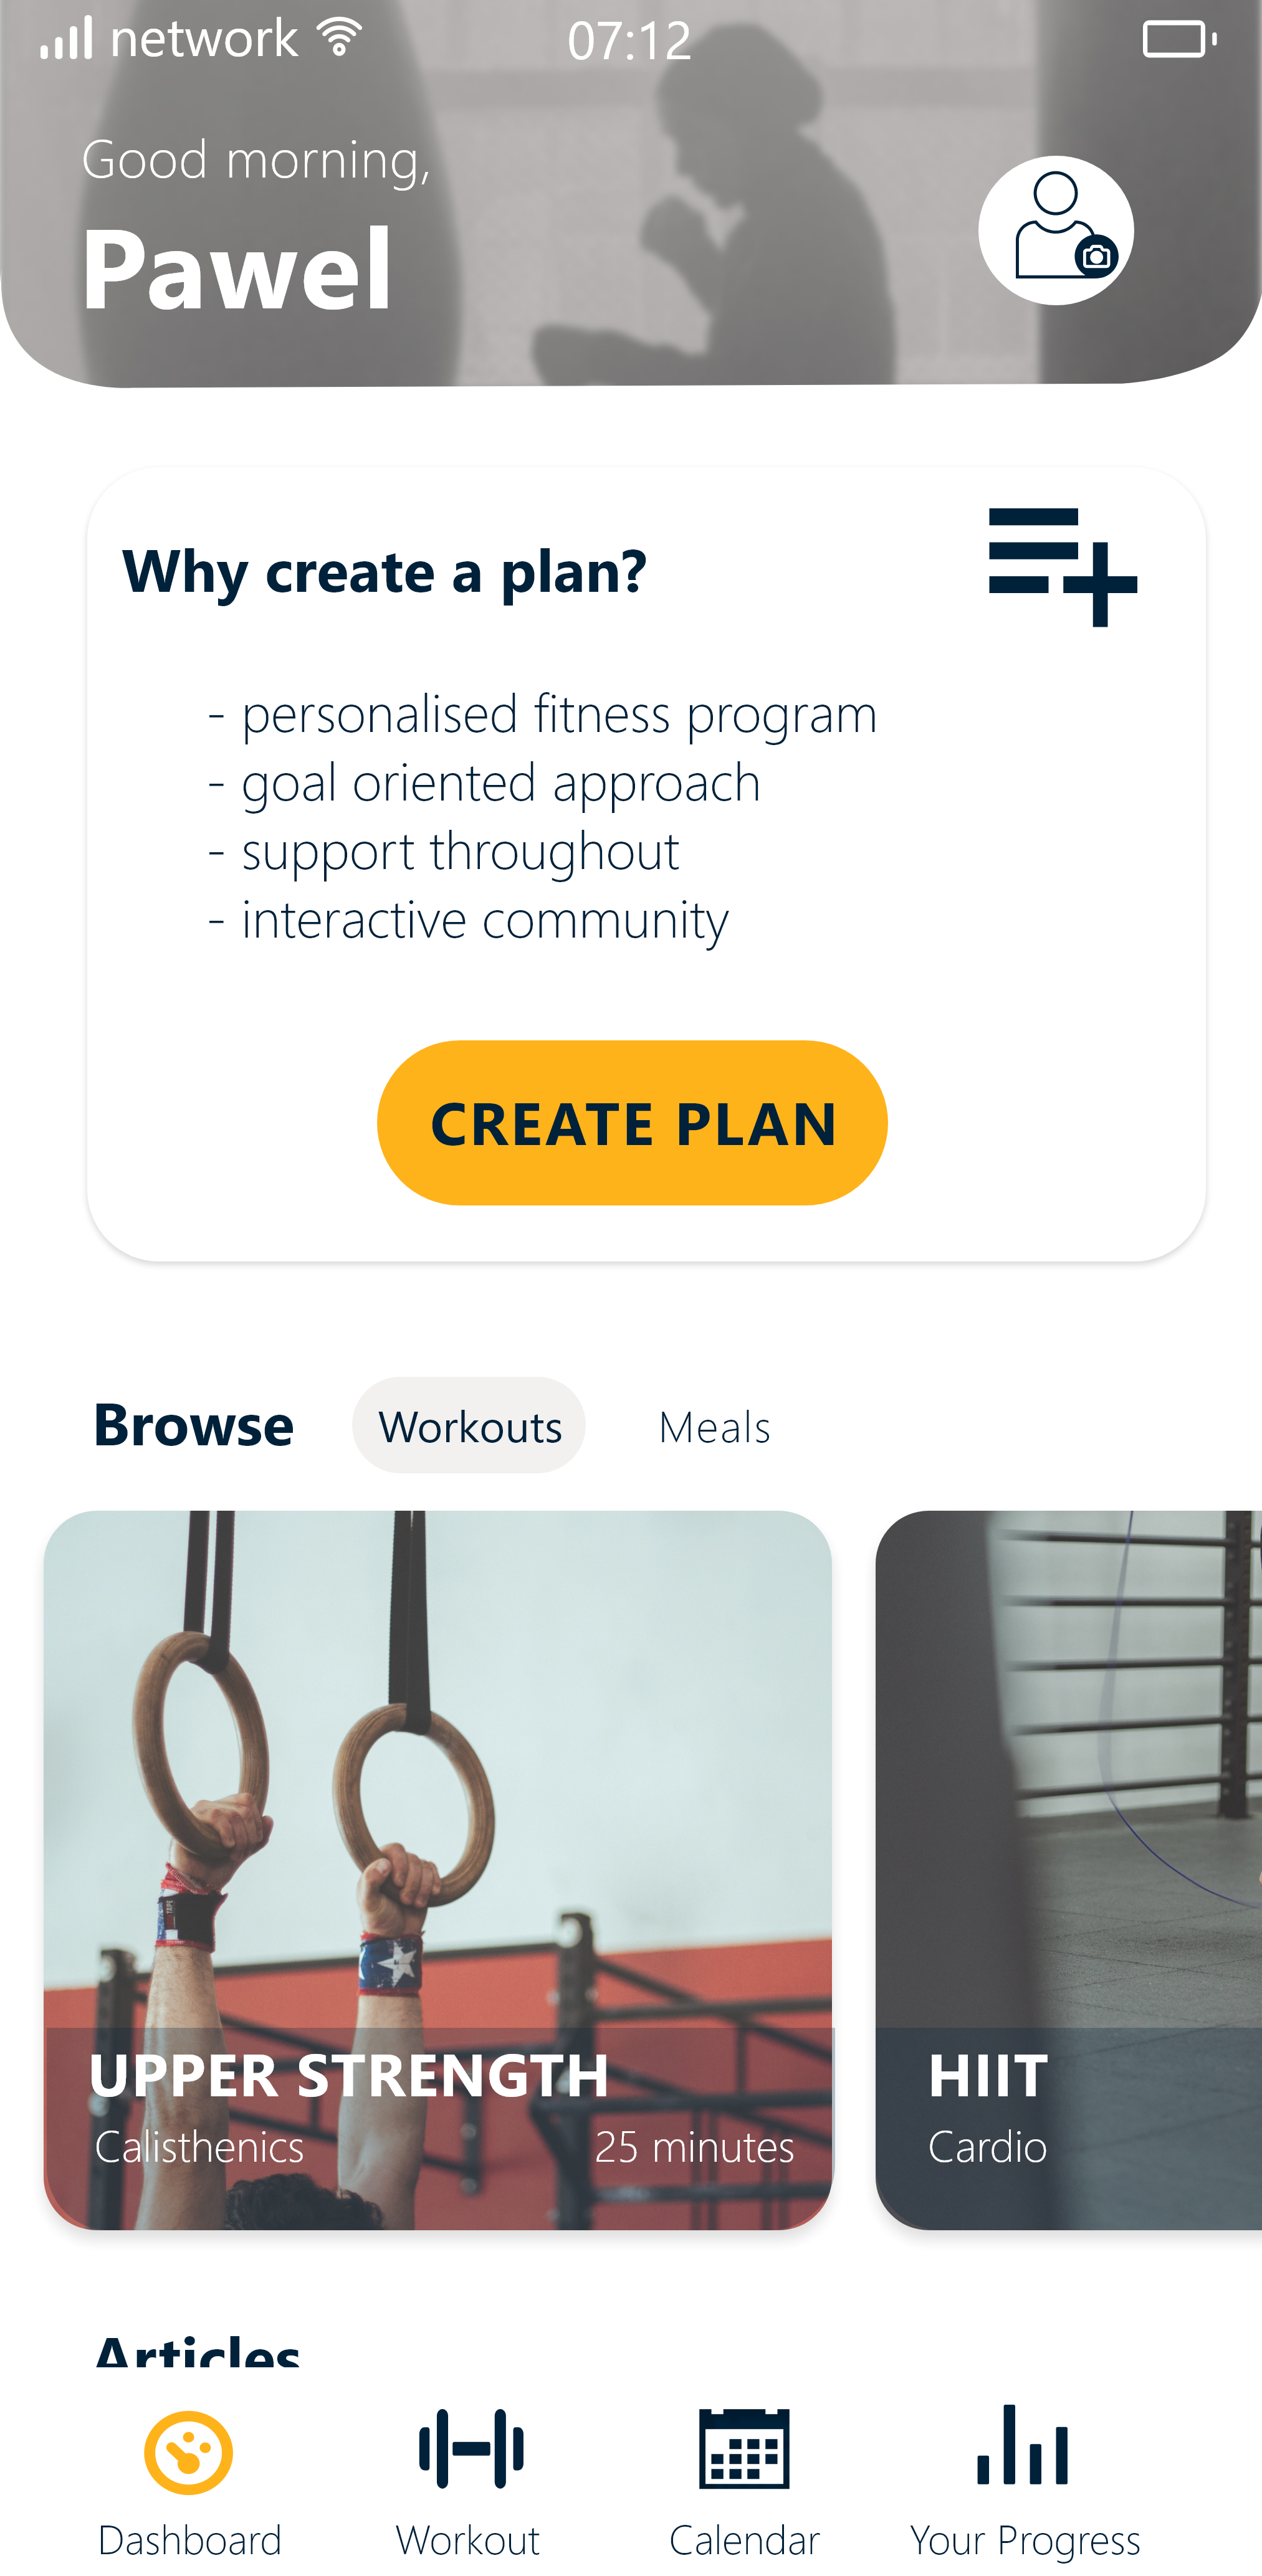 network 07:12
Good morning,
Pawel
Why create a plan?
- personalised fitness program
- goal oriented approach
- support throughout
- interactive community
CREATE PLAN
Browse Workouts Meals
UPPER STRENGTH
Calisthenics 25 minutes
HIIT
Cardio
Articles
Dashboard Workout Calendar Your Progress